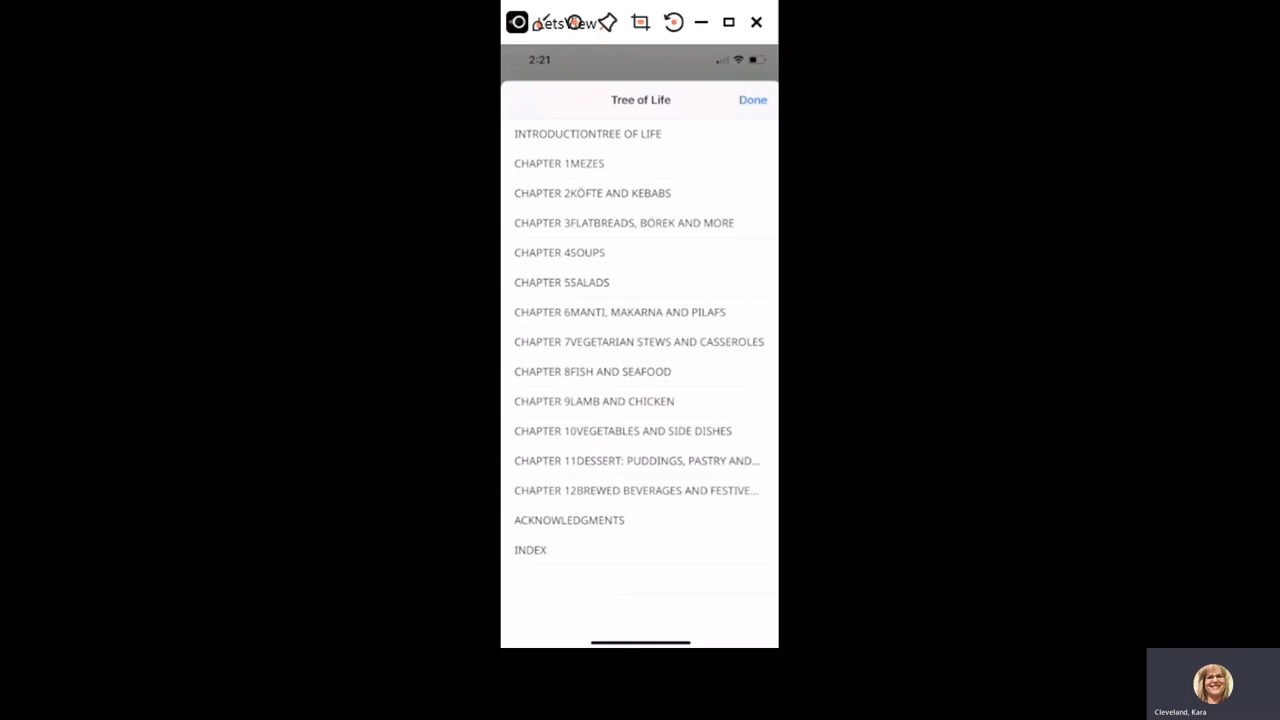 LetsView
2:21
Tree of Life
Done
INTRODUCTIONTREE OF LIFE
CHAPTER 1MEZES
CHAPTER 2KÖFTE AND KEBABS
CHAPTER 3FLATBREADS, BÖREK AND MORE
CHAPTER 4SOUPS
CHAPTER 5SALADS
CHAPTER 6MANTI, MAKARNA AND PILAFS
CHAPTER 7VEGETARIAN STEWS AND CASSEROLES
CHAPTER 8FISH AND SEAFOOD
CHAPTER 9LAMB AND CHICKEN
CHAPTER 10VEGETABLES AND SIDE DISHES
CHAPTER 11DESSERT: PUDDINGS, PASTRY AND...
CHAPTER 12BREWED BEVERAGES AND FESTIVE...
ACKNOWLEDGMENTS
INDEX
Cleveland, Kara